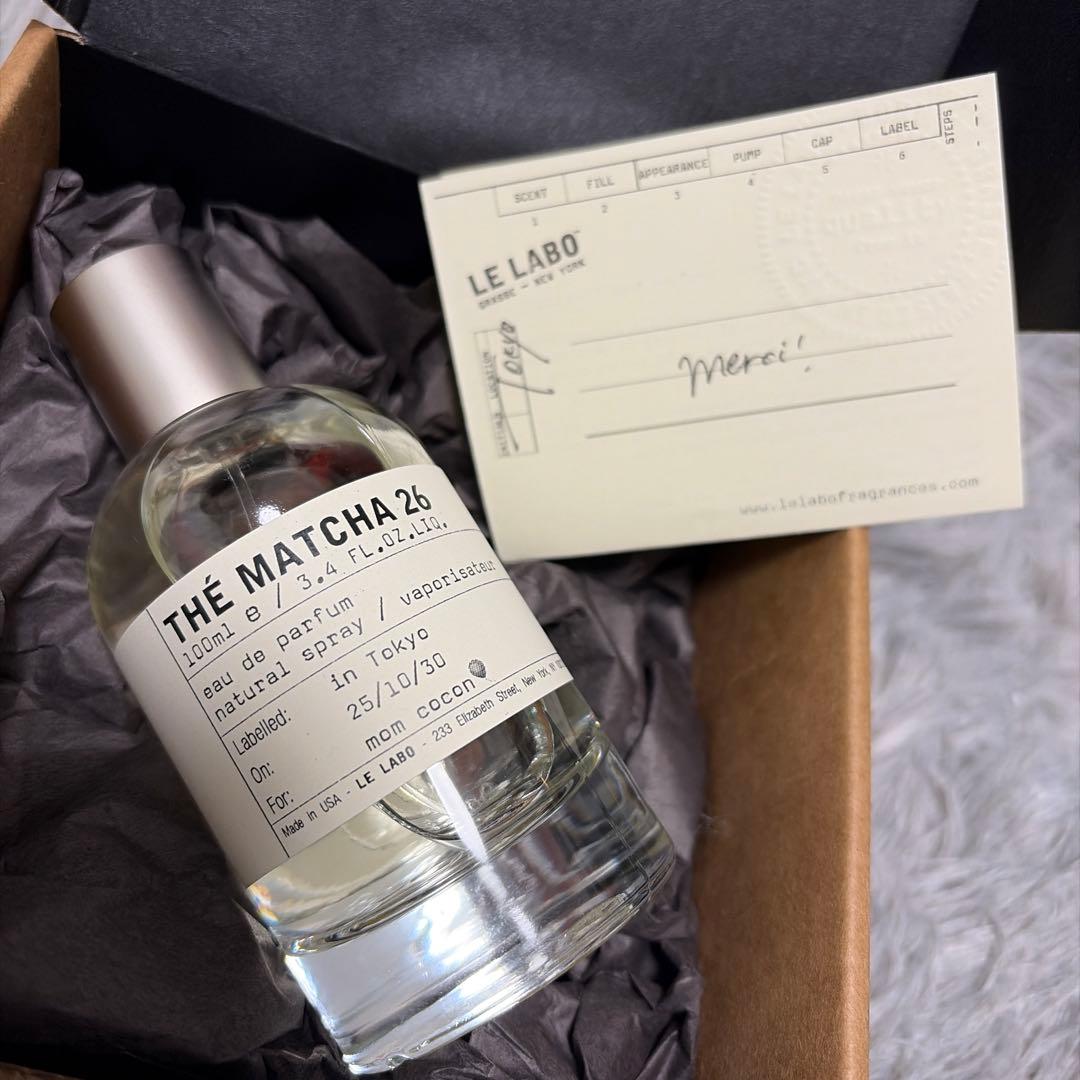 SCENT FILL APPEARANCE PUMP CAP LABEL STEPS
1 2 3 4 5 6
LE LABO
GRASSE — NEW YORK
LOCATION
TOKYO
Merci!
www.lelabofragrances.com
THÉ MATCHA 26
100ml e / 3.4 FL.OZ.LIQ.
eau de parfum
natural spray / vaporisateur
Labelled: in Tokyo
On: 25/10/30
For: mom cocon
Made in USA - LE LABO - 233 Elizabeth Street, New York, N